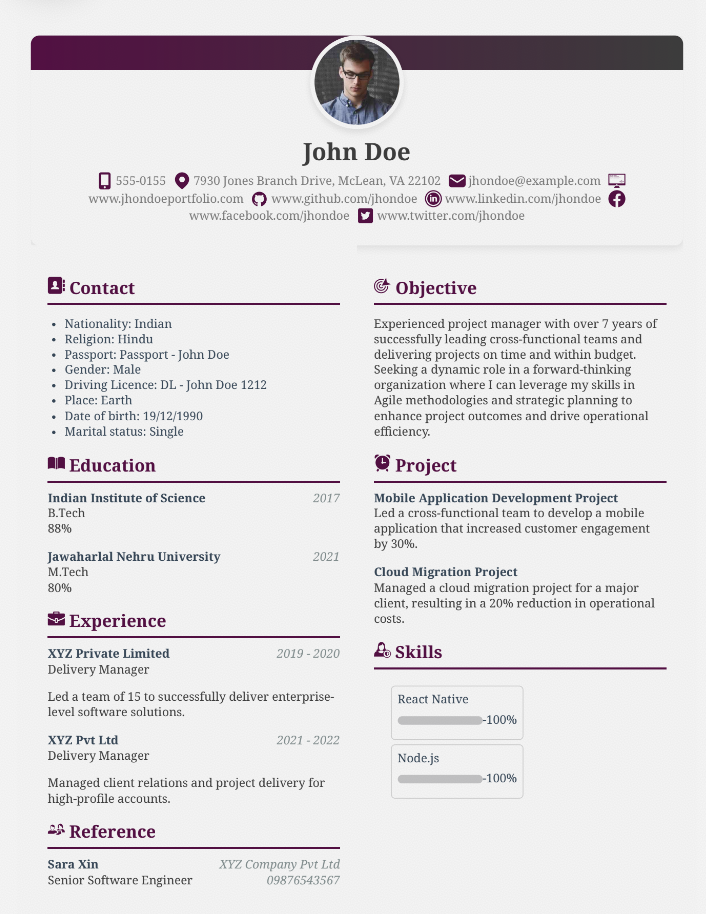 John Doe
555-0155 7930 Jones Branch Drive, McLean, VA 22102 jhondoe@example.com
www.jhondoeportfolio.com www.github.com/jhondoe www.linkedin.com/jhondoe
www.facebook.com/jhondoe www.twitter.com/jhondoe
Contact
• Nationality: Indian
• Religion: Hindu
• Passport: Passport - John Doe
• Gender: Male
• Driving Licence: DL - John Doe 1212
• Place: Earth
• Date of birth: 19/12/1990
• Marital status: Single
Education
Indian Institute of Science 2017
B.Tech
88%
Jawaharlal Nehru University 2021
M.Tech
80%
Experience
XYZ Private Limited 2019 - 2020
Delivery Manager
Led a team of 15 to successfully deliver enterprise-
level software solutions.
XYZ Pvt Ltd 2021 - 2022
Delivery Manager
Managed client relations and project delivery for
high-profile accounts.
Reference
Sara Xin XYZ Company Pvt Ltd
Senior Software Engineer 09876543567
Objective
Experienced project manager with over 7 years of
successfully leading cross-functional teams and
delivering projects on time and within budget.
Seeking a dynamic role in a forward-thinking
organization where I can leverage my skills in
Agile methodologies and strategic planning to
enhance project outcomes and drive operational
efficiency.
Project
Mobile Application Development Project
Led a cross-functional team to develop a mobile
application that increased customer engagement
by 30%.
Cloud Migration Project
Managed a cloud migration project for a major
client, resulting in a 20% reduction in operational
costs.
Skills
React Native
-100%
Node.js
-100%